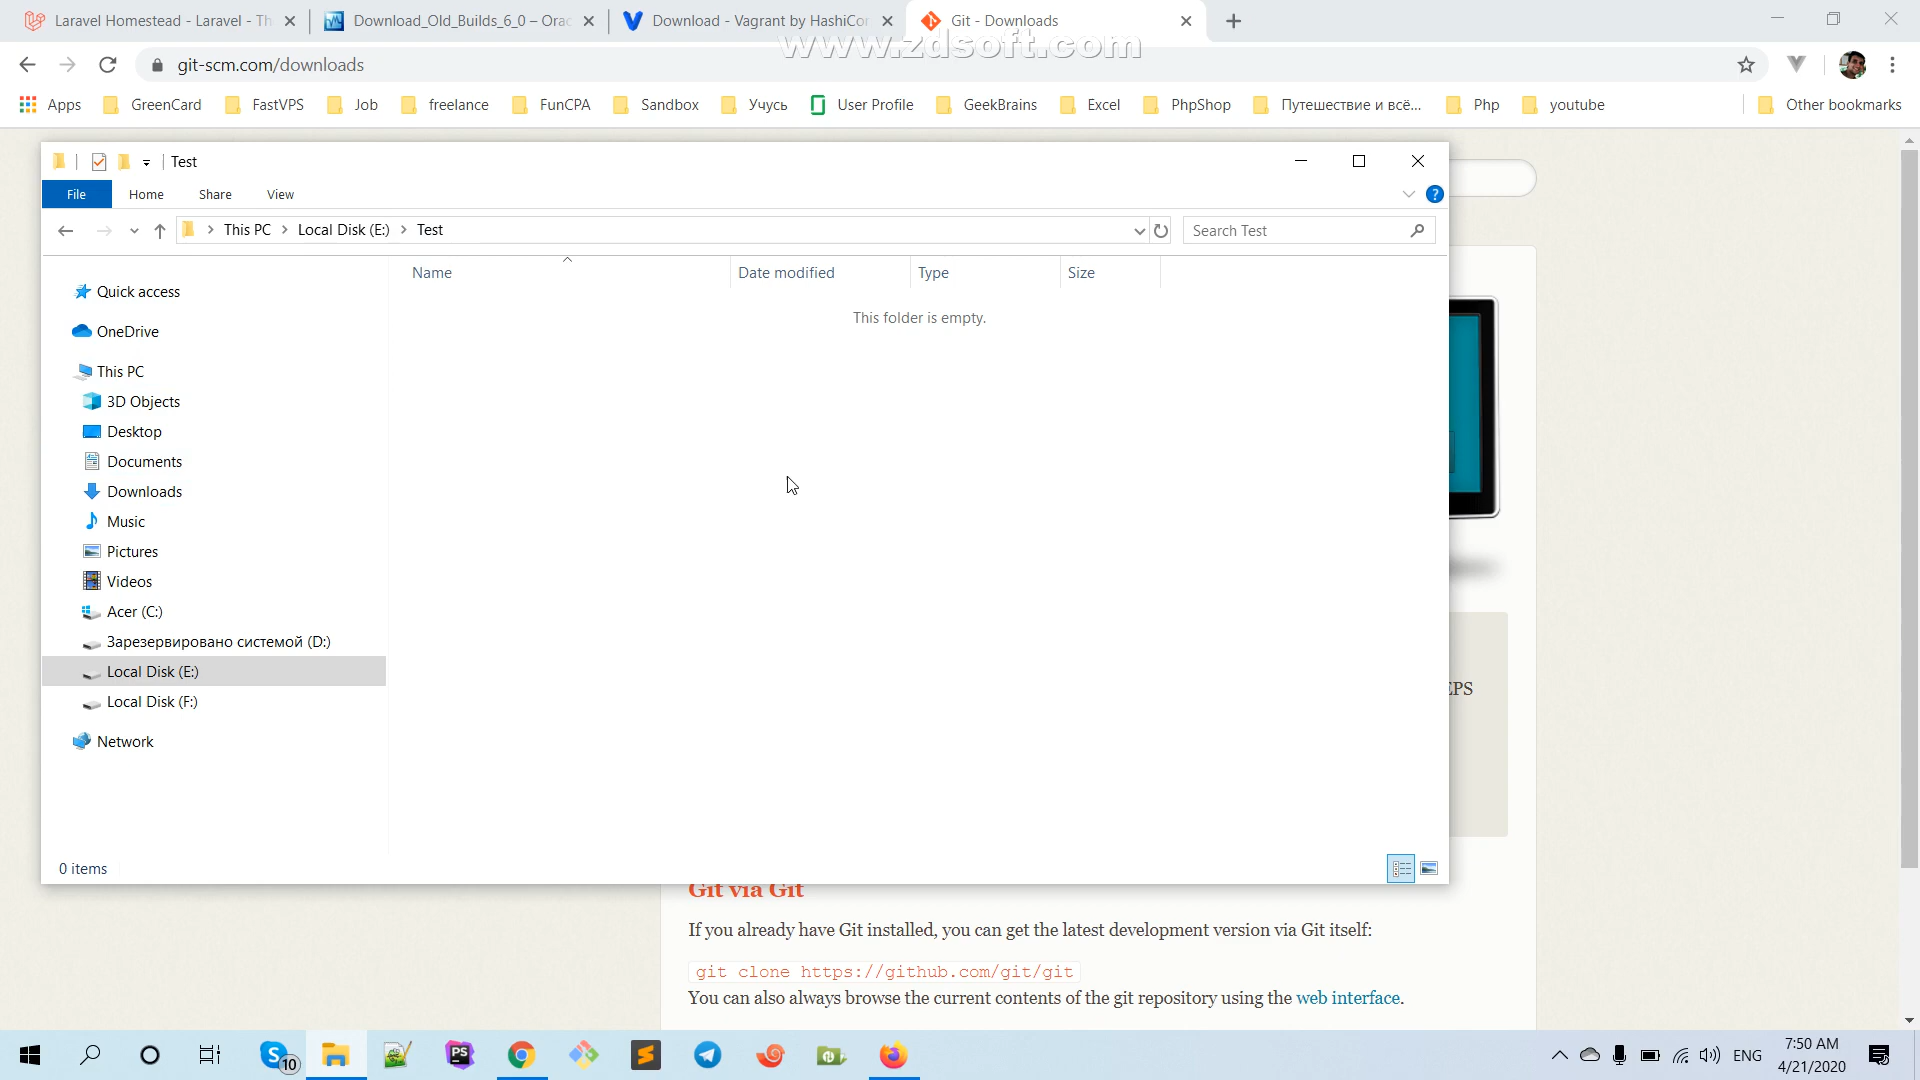 Laravel Homestead - Laravel - Th
Download_Old_Builds_6_0 – Orac
Download - Vagrant by HashiCor
Git - Downloads
www.zdsoft.com
git-scm.com/downloads
Apps
GreenCard
FastVPS
Job
freelance
FunCPA
Sandbox
Учусь
User Profile
GeekBrains
Excel
PhpShop
Путешествие и всё...
Php
youtube
Other bookmarks
Test
File
Home
Share
View
?
This PC
Local Disk (E:)
Test
Search Test
Name
Date modified
Type
Size
This folder is empty.
Quick access
OneDrive
This PC
3D Objects
Desktop
Documents
Downloads
Music
Pictures
Videos
Acer (C:)
Зарезервировано системой (D:)
Local Disk (E:)
Local Disk (F:)
Network
EPS
0 items
Git via Git
If you already have Git installed, you can get the latest development version via Git itself:
git clone https://github.com/git/git
You can also always browse the current contents of the git repository using the web interface.
S
10
PS
ENG
7:50 AM
4/21/2020